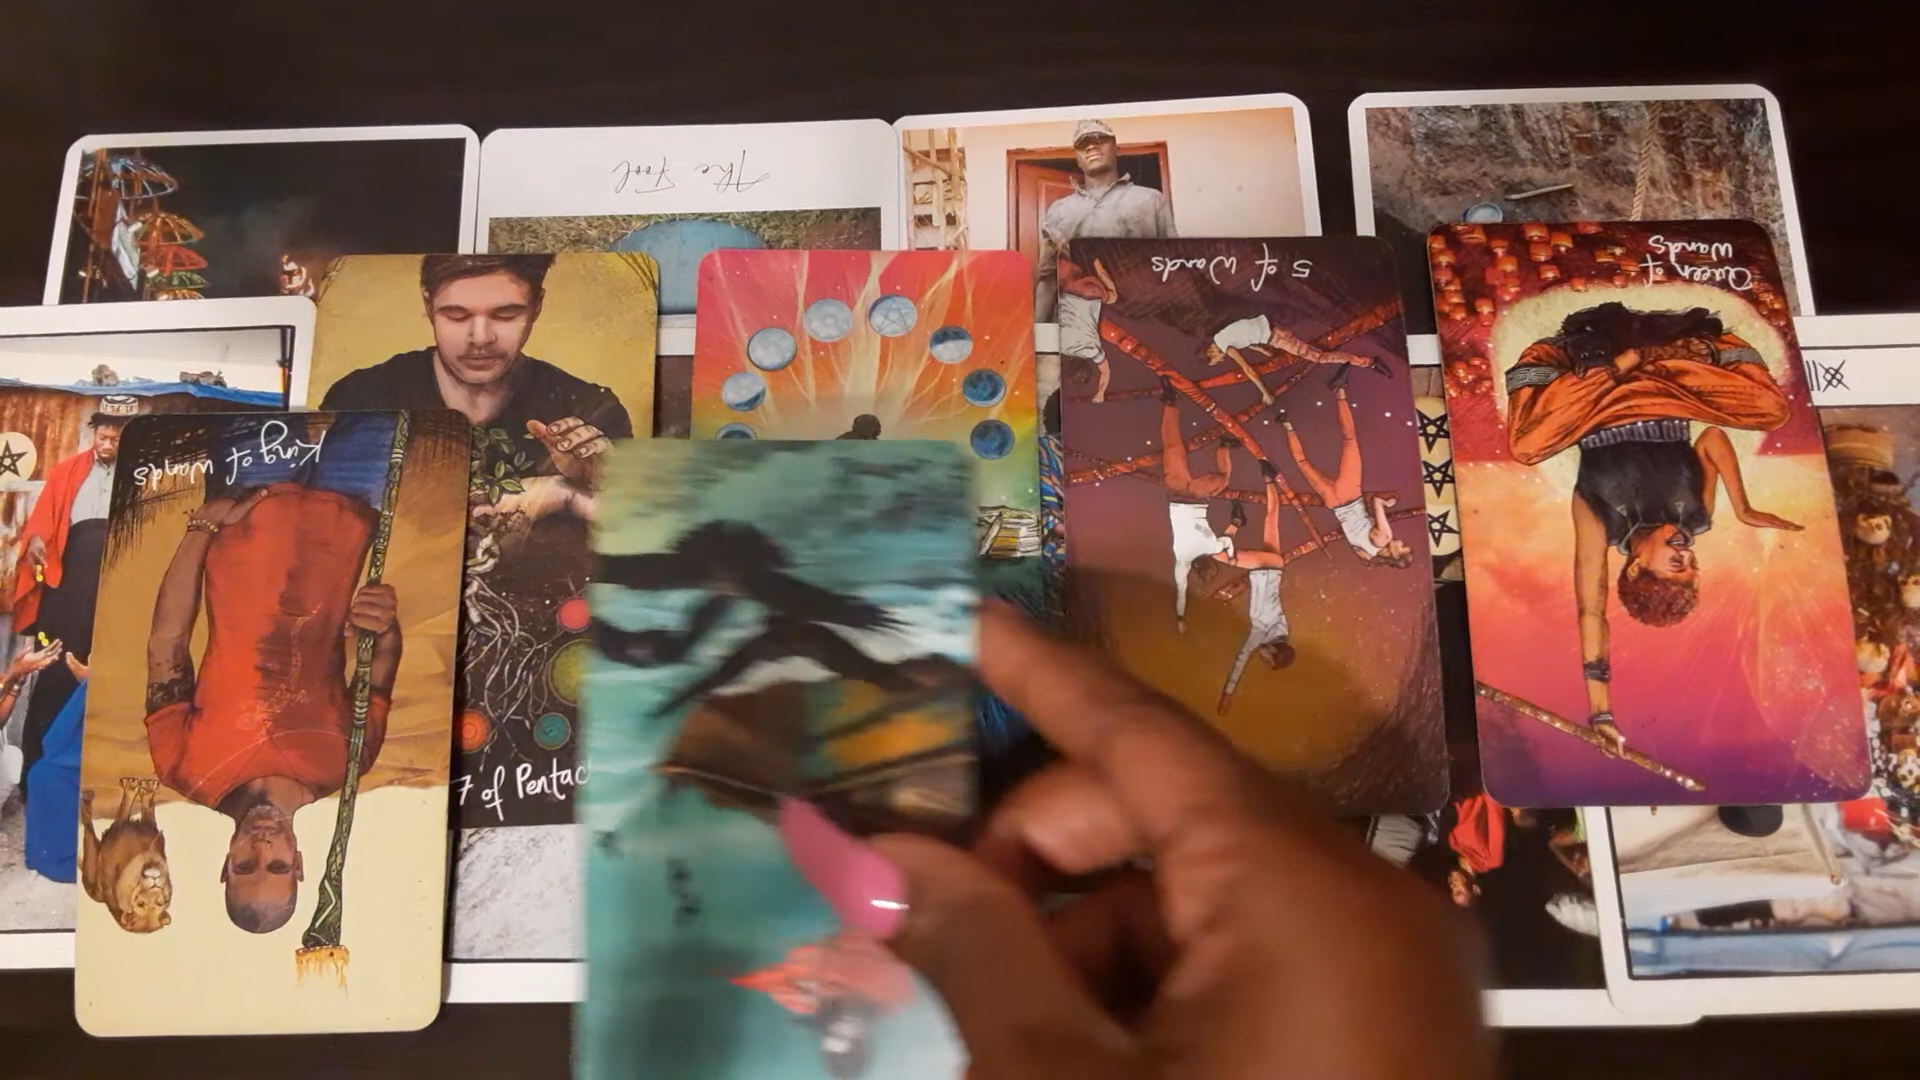 The Fool
5 of Wands
Queen of
Wands
King of Wands
7 of Pentac